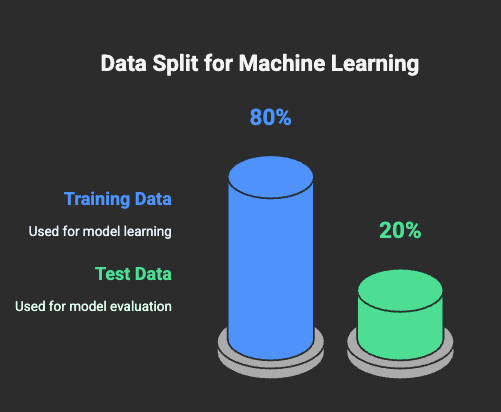 Data Split for Machine Learning
80%
Training Data
Used for model learning
20%
Test Data
Used for model evaluation